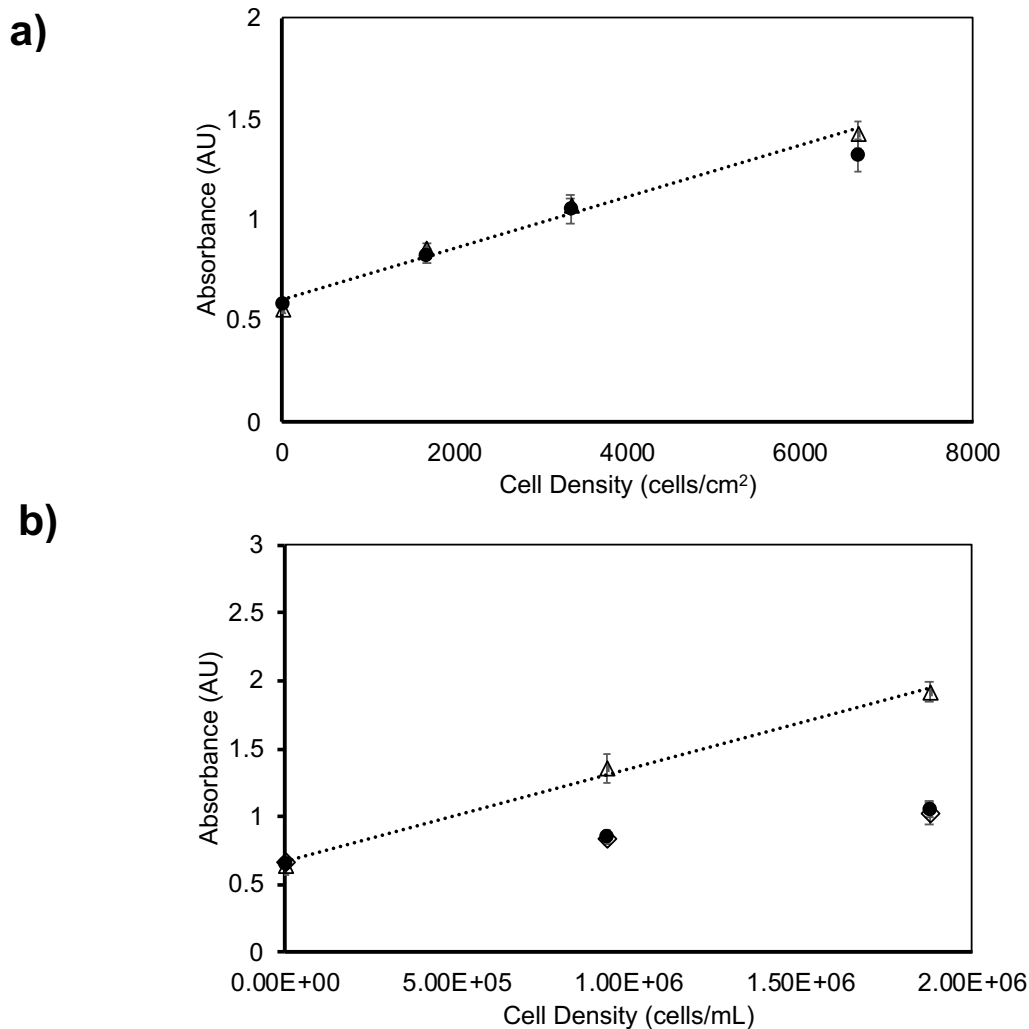 a)
2
1.5
1
0.5
0
Absorbance (AU)
0 2000 4000 6000 8000
Cell Density (cells/cm²)
b)
3
2.5
2
1.5
1
0.5
0
Absorbance (AU)
0.00E+00 5.00E+05 1.00E+06 1.50E+06 2.00E+06
Cell Density (cells/mL)